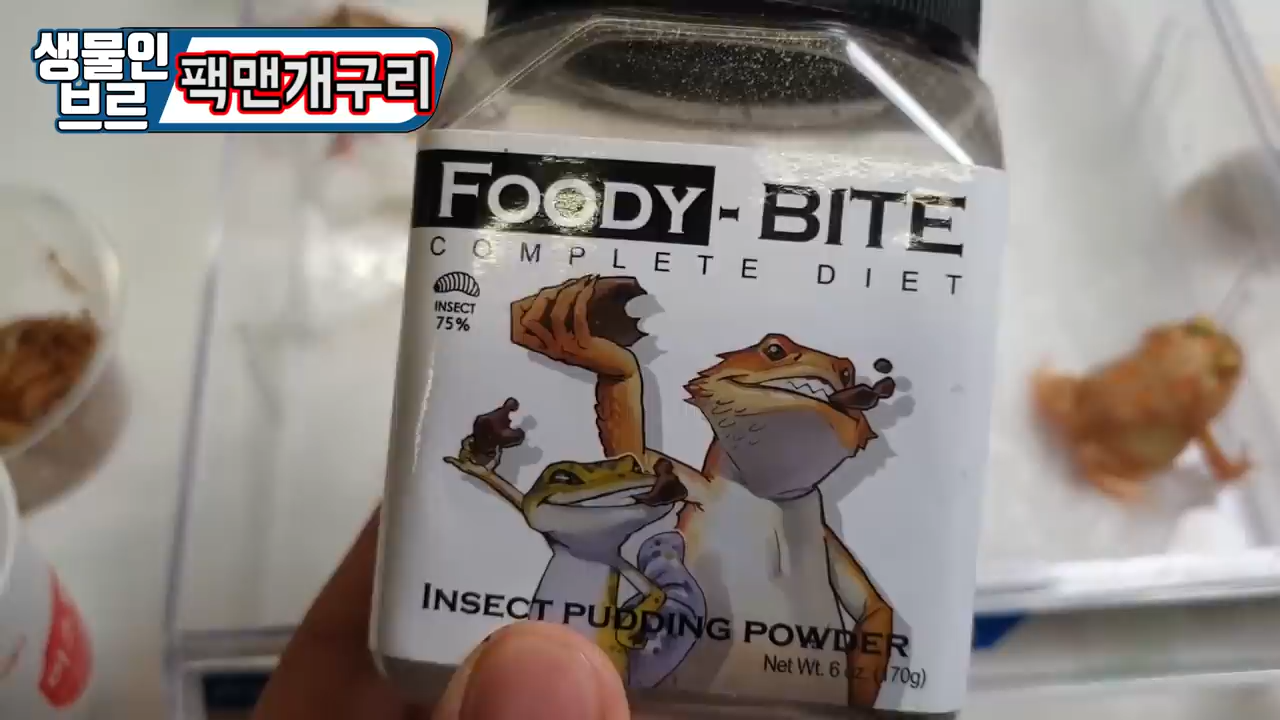 생물인
브르
팩맨개구리
FOODY-BITE
COMPLETE DIET
INSECT
75%
INSECT PUDDING POWDER
Net Wt. 6 oz. (170g)